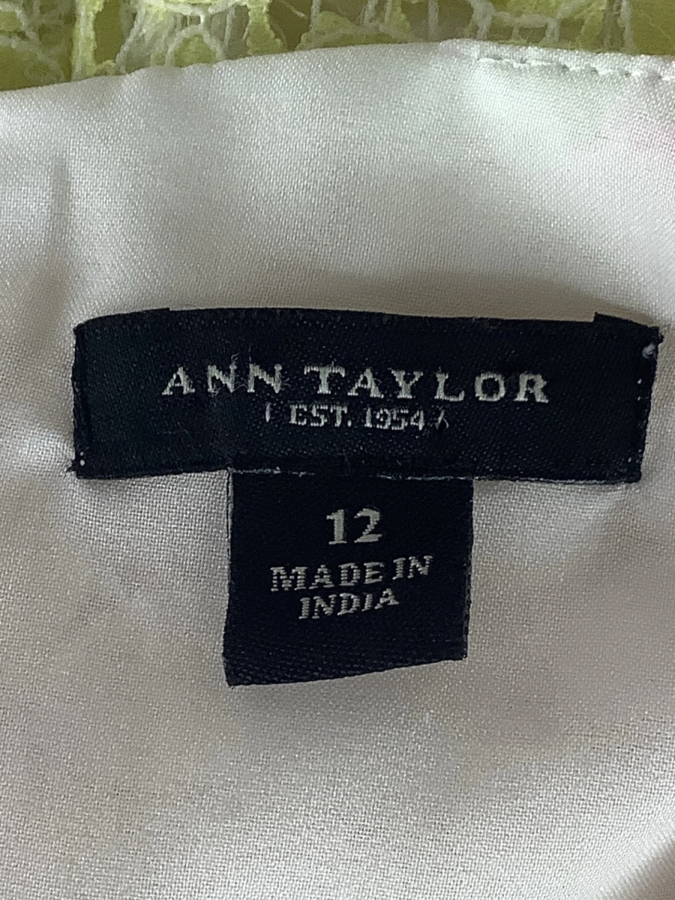 ANN TAYLOR
EST. 1954
12
MADE IN
INDIA